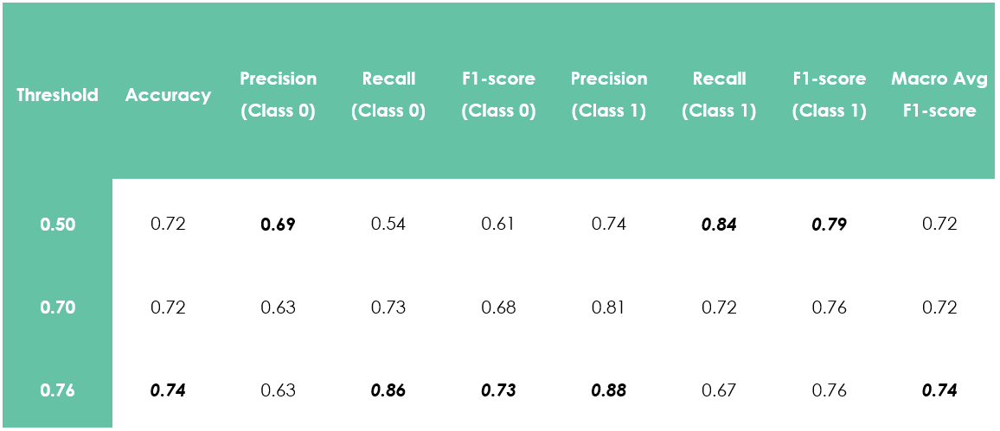 Threshold Accuracy Precision (Class 0) Recall (Class 0) F1-score (Class 0) Precision (Class 1) Recall (Class 1) F1-score (Class 1) Macro Avg F1-score
0.50 0.72 0.69 0.54 0.61 0.74 0.84 0.79 0.72
0.70 0.72 0.63 0.73 0.68 0.81 0.72 0.76 0.72
0.76 0.74 0.63 0.86 0.73 0.88 0.67 0.76 0.74